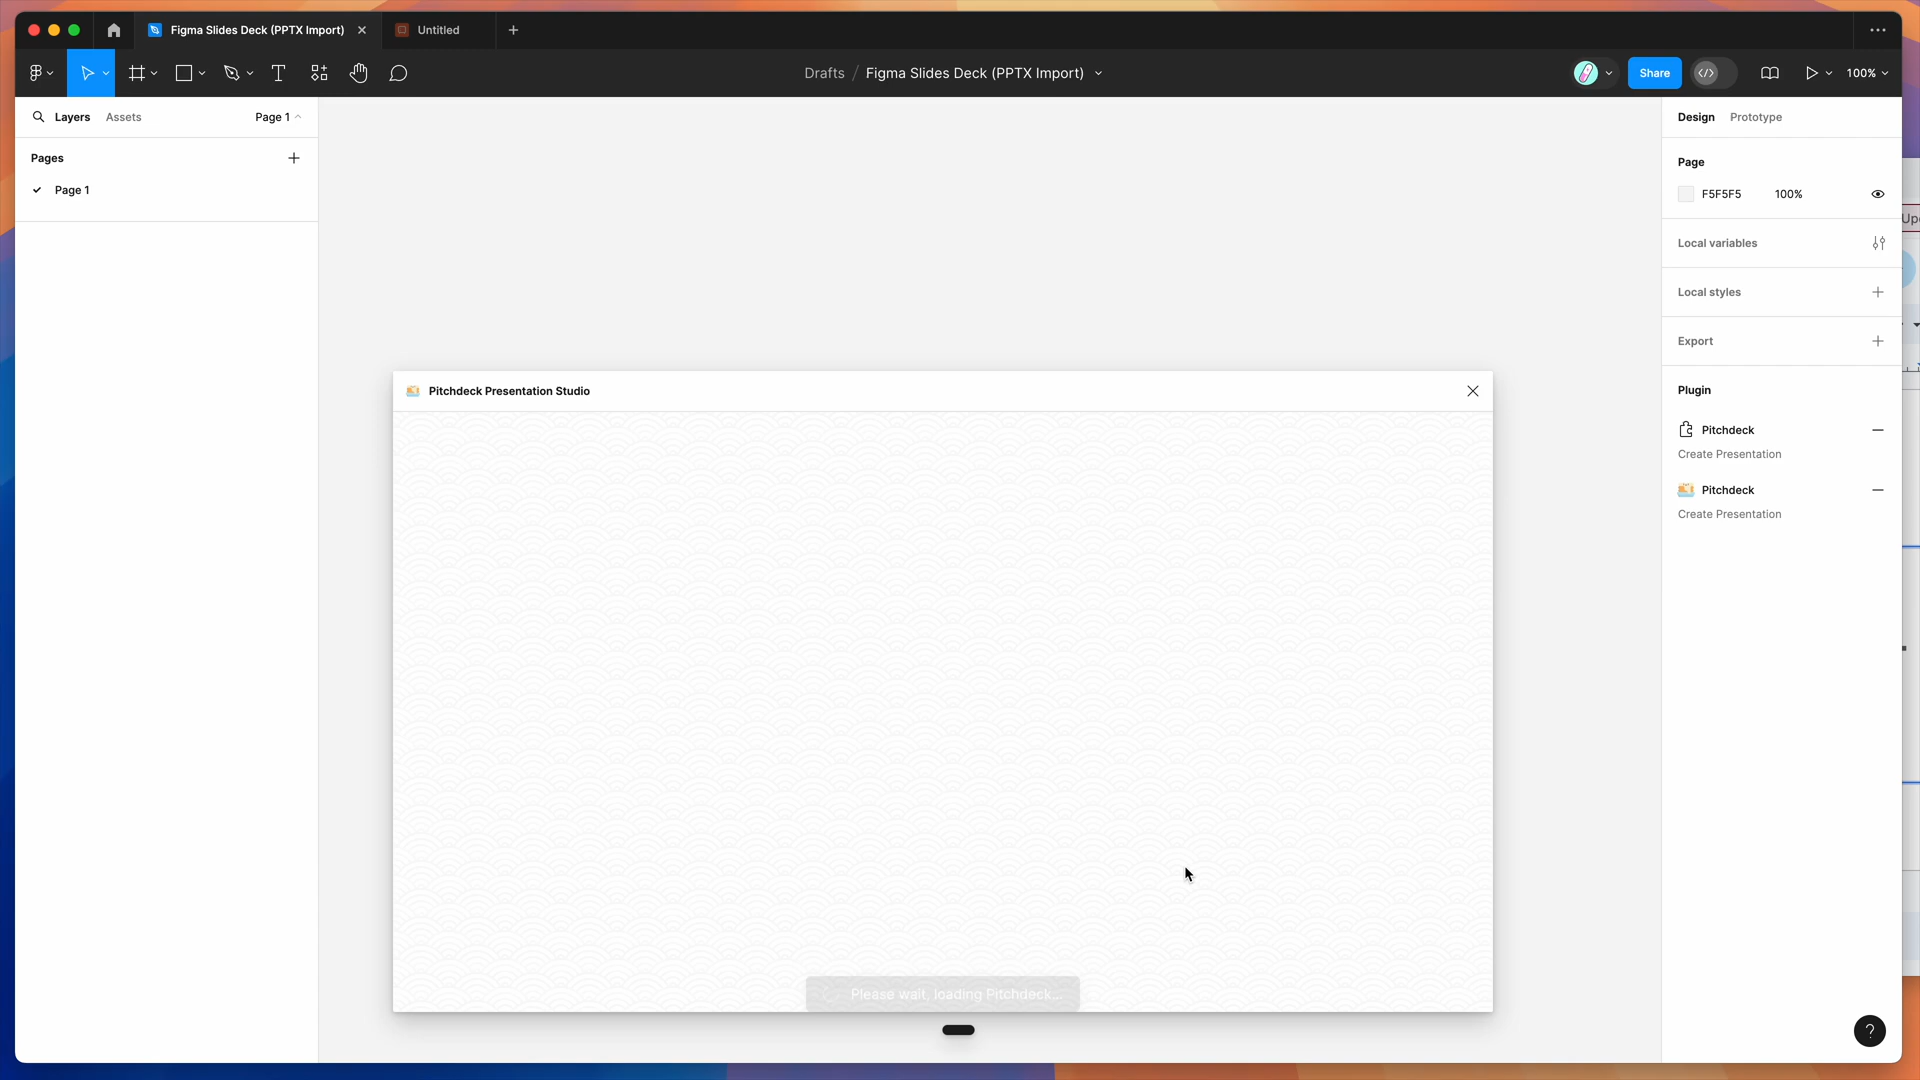 Figma Slides Deck (PPTX Import)
Untitled
Drafts / Figma Slides Deck (PPTX Import)
Share
100%
Layers
Assets
Page 1
Pages
Page 1
Design
Prototype
Page
F5F5F5
100%
Local variables
Local styles
Export
Plugin
Pitchdeck
Create Presentation
Pitchdeck
Create Presentation
Pitchdeck Presentation Studio
Please wait, loading Pitchdeck...
?